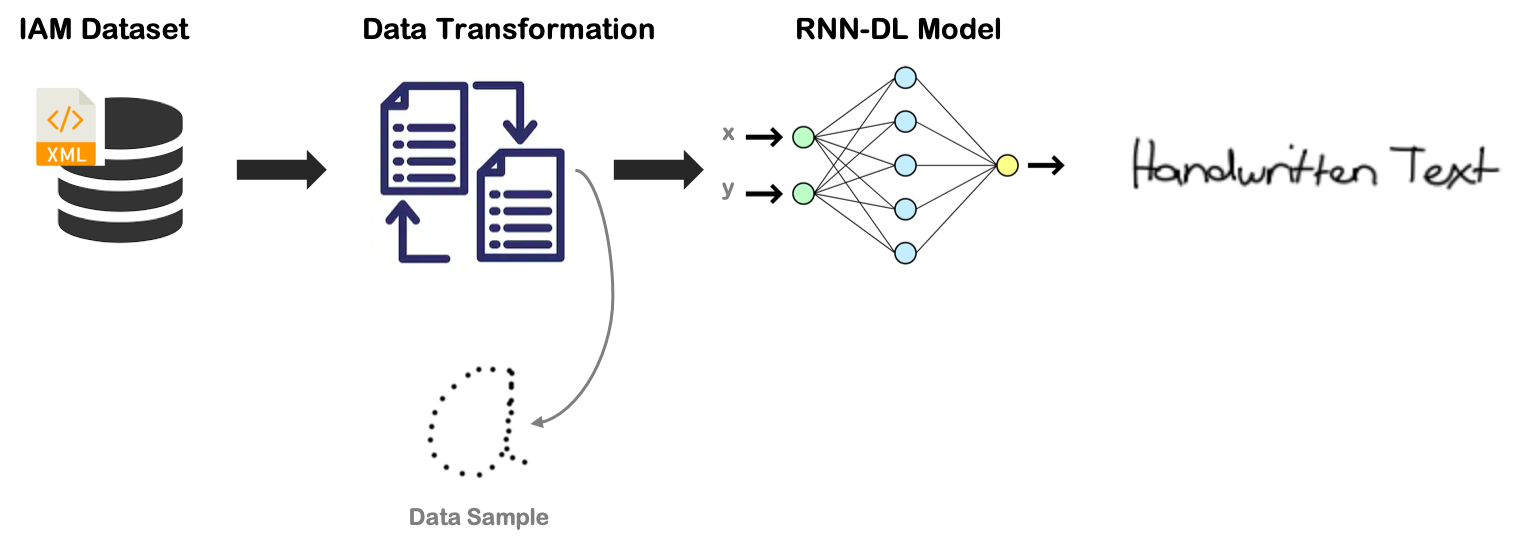 IAM Dataset
Data Transformation
RNN-DL Model
</>
XML
x
y
Handwritten Text
Data Sample